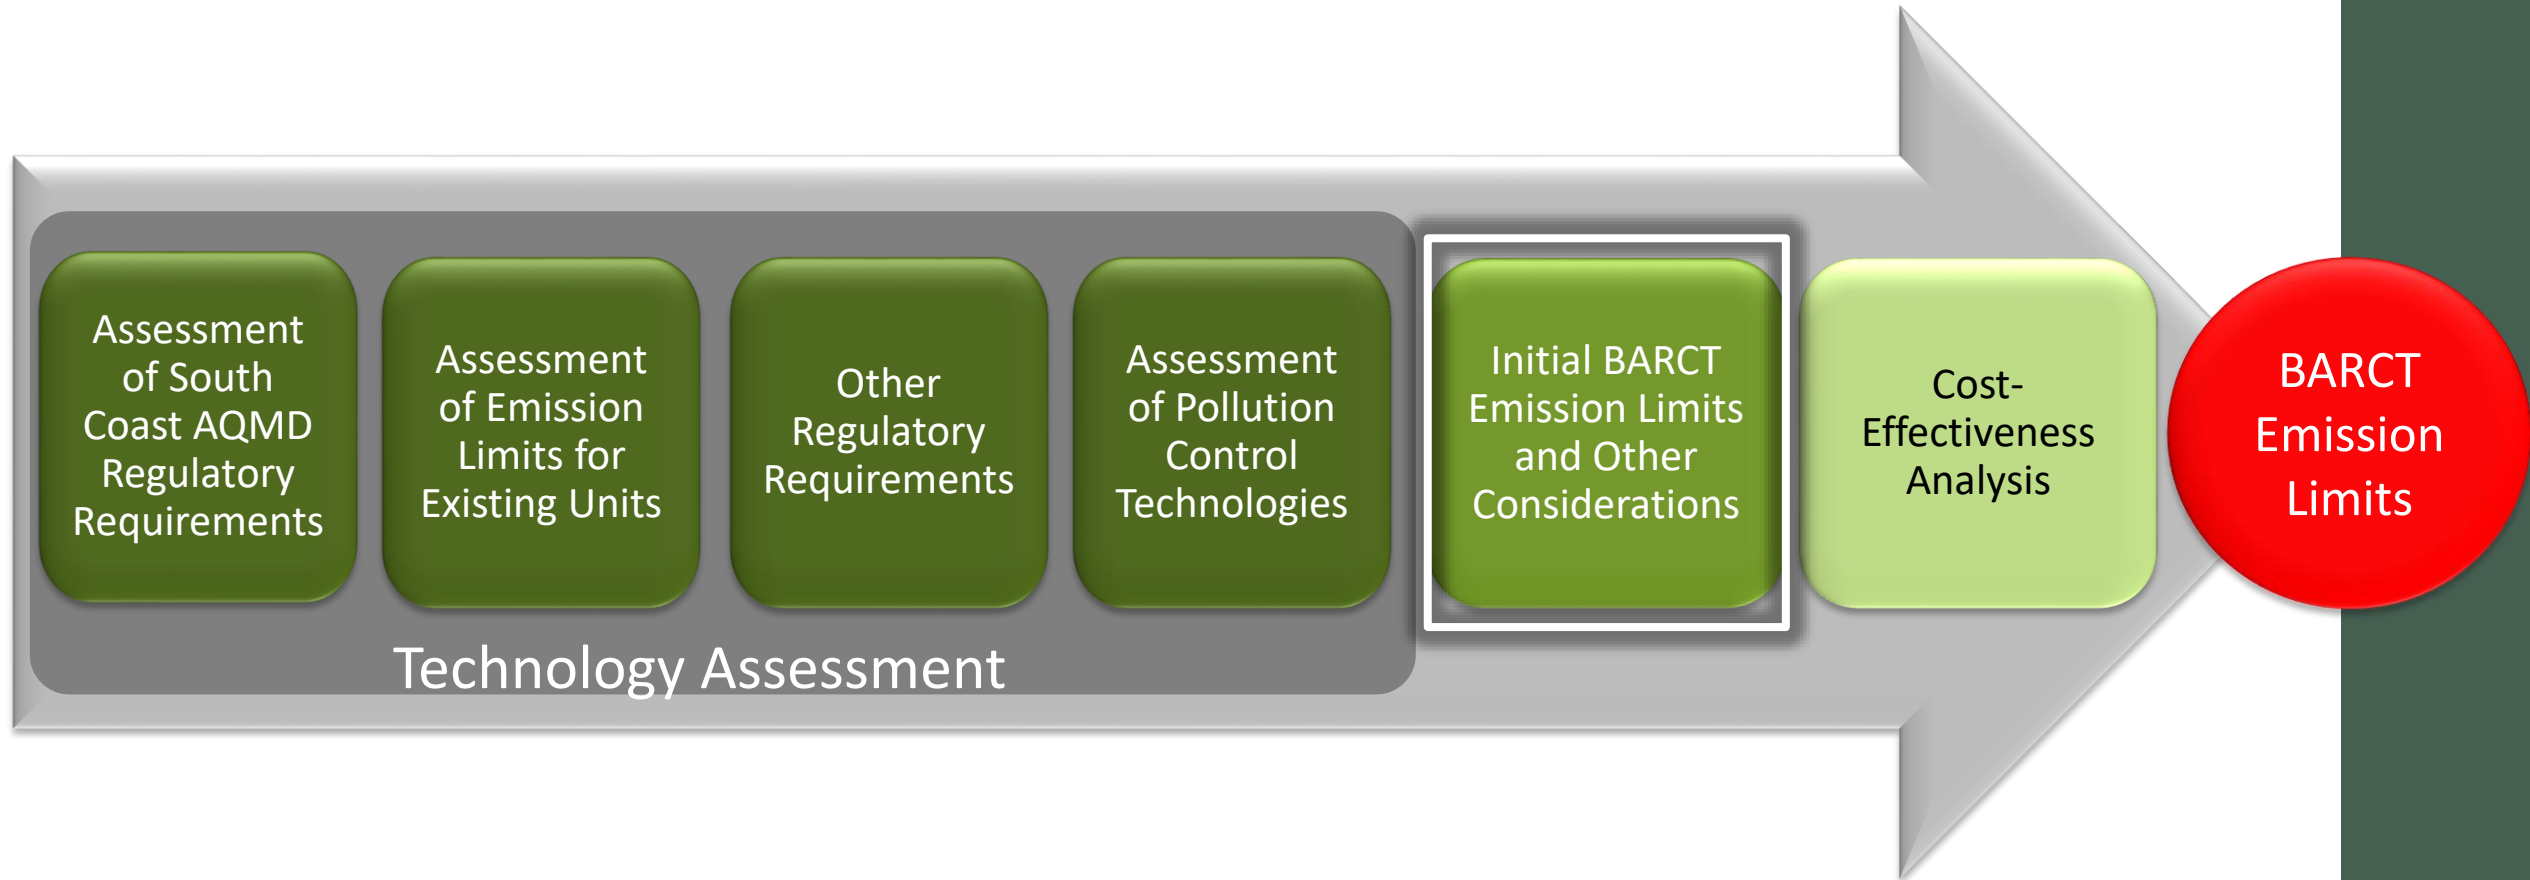 Assessment
of South
Coast AQMD
Regulatory
Requirements
Assessment
of Emission
Limits for
Existing Units
Other
Regulatory
Requirements
Assessment
of Pollution
Control
Technologies
Initial BARCT
Emission Limits
and Other
Considerations
Cost-
Effectiveness
Analysis
BARCT
Emission
Limits
Technology Assessment